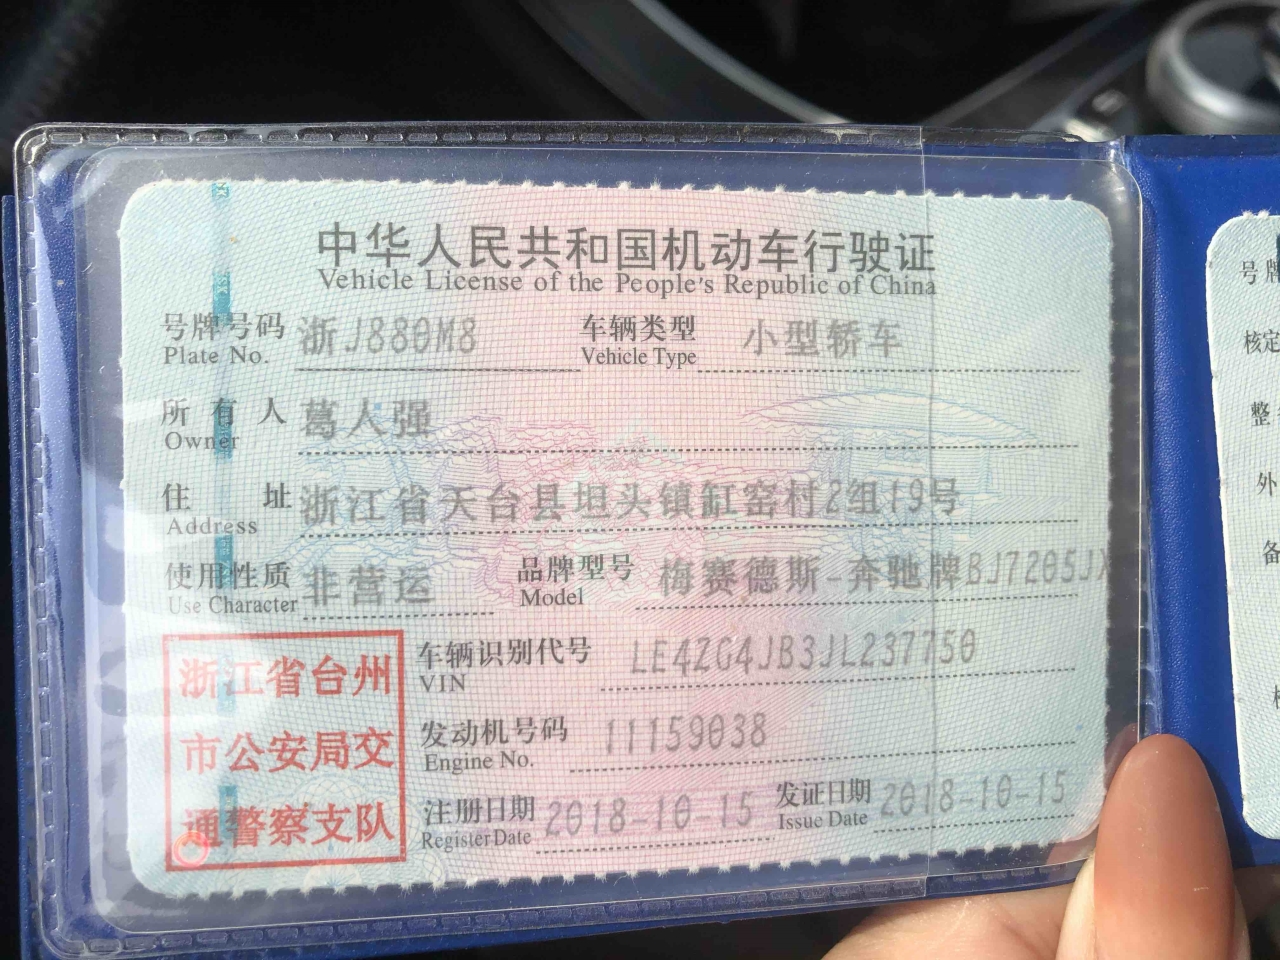 中华人民共和国机动车行驶证
Vehicle License of the People's Republic of China
号牌号码 浙J880M8 车辆类型 小型轿车
Plate No. Vehicle Type
所有人 葛人强
Owner
住址 浙江省天台县坦头镇缸窑村2组19号
Address
使用性质 非营运 品牌型号 梅赛德斯-奔驰牌BJ7205JX
Use Character Model
浙江省台州
市公安局交
通警察支队
车辆识别代号 LE4ZG4JB3JL237750
VIN
发动机号码 11159038
Engine No.
注册日期 2018-10-15 发证日期 2018-10-15
Register Date Issue Date
号牌
核定
整
外
备